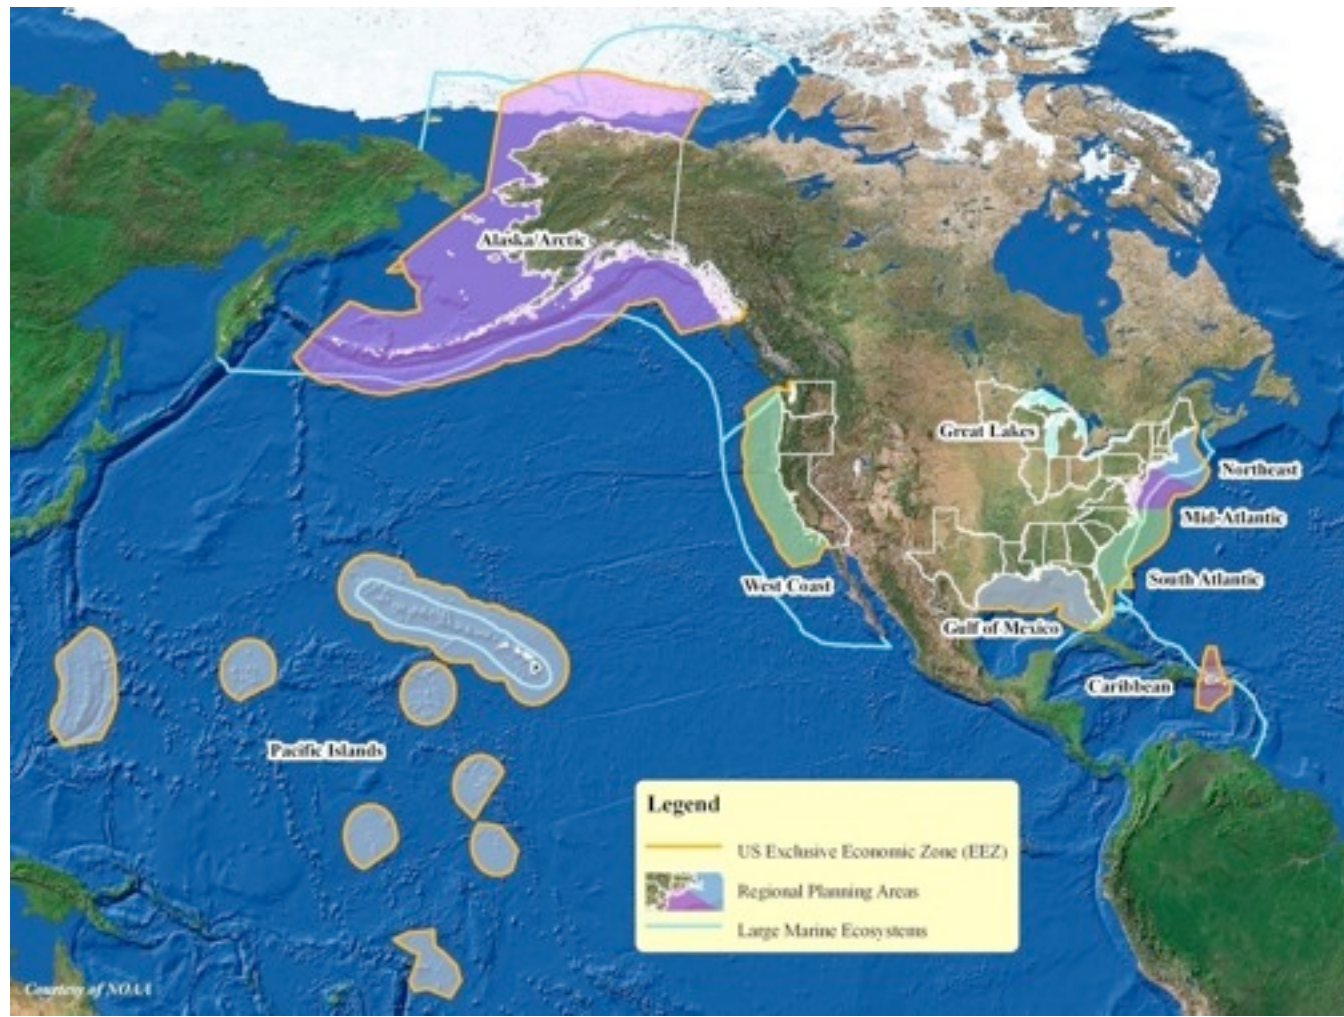 Alaska/Arctic
Great Lakes
Northeast
Mid-Atlantic
South Atlantic
West Coast
Gulf of Mexico
Caribbean
Pacific Islands
Legend
US Exclusive Economic Zone (EEZ)
Regional Planning Areas
Large Marine Ecosystems
Courtesy of NOAA